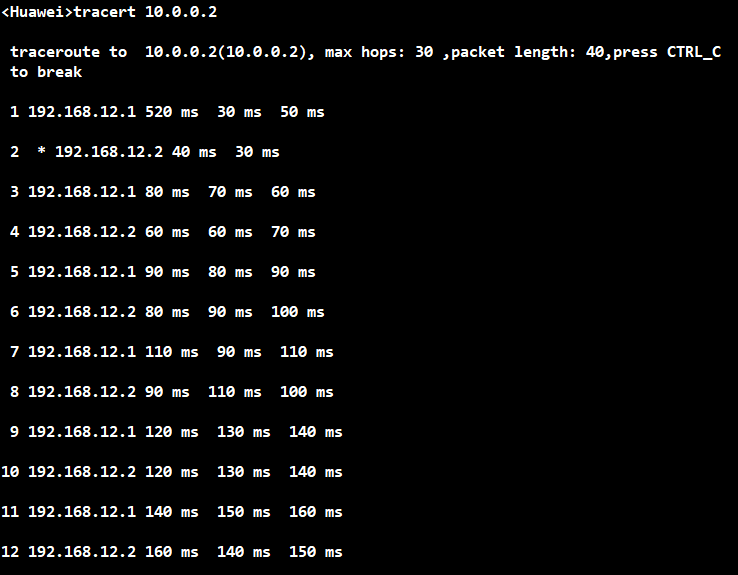 <Huawei>tracert 10.0.0.2
traceroute to  10.0.0.2(10.0.0.2), max hops: 30 ,packet length: 40,press CTRL_C
to break
1 192.168.12.1 520 ms  30 ms  50 ms
2  * 192.168.12.2 40 ms  30 ms
3 192.168.12.1 80 ms  70 ms  60 ms
4 192.168.12.2 60 ms  60 ms  70 ms
5 192.168.12.1 90 ms  80 ms  90 ms
6 192.168.12.2 80 ms  90 ms  100 ms
7 192.168.12.1 110 ms  90 ms  110 ms
8 192.168.12.2 90 ms  110 ms  100 ms
9 192.168.12.1 120 ms  130 ms  140 ms
10 192.168.12.2 120 ms  130 ms  140 ms
11 192.168.12.1 140 ms  150 ms  160 ms
12 192.168.12.2 160 ms  140 ms  150 ms